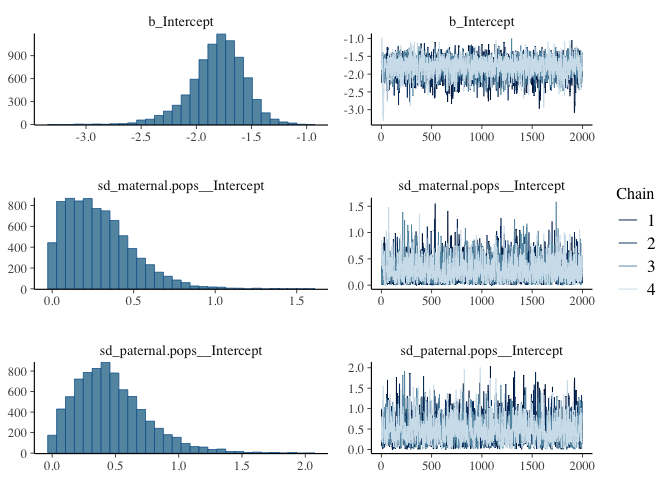 b_Intercept
900
600
300
0
-3.0 -2.5 -2.0 -1.5 -1.0
b_Intercept
-1.0
-1.5
-2.0
-2.5
-3.0
0 500 1000 1500 2000
sd_maternal.pops__Intercept
800
600
400
200
0
0.0 0.5 1.0 1.5
sd_maternal.pops__Intercept
1.5
1.0
0.5
0.0
0 500 1000 1500 2000
Chain
1
2
3
4
sd_paternal.pops__Intercept
800
600
400
200
0
0.0 0.5 1.0 1.5 2.0
sd_paternal.pops__Intercept
2.0
1.5
1.0
0.5
0.0
0 500 1000 1500 2000